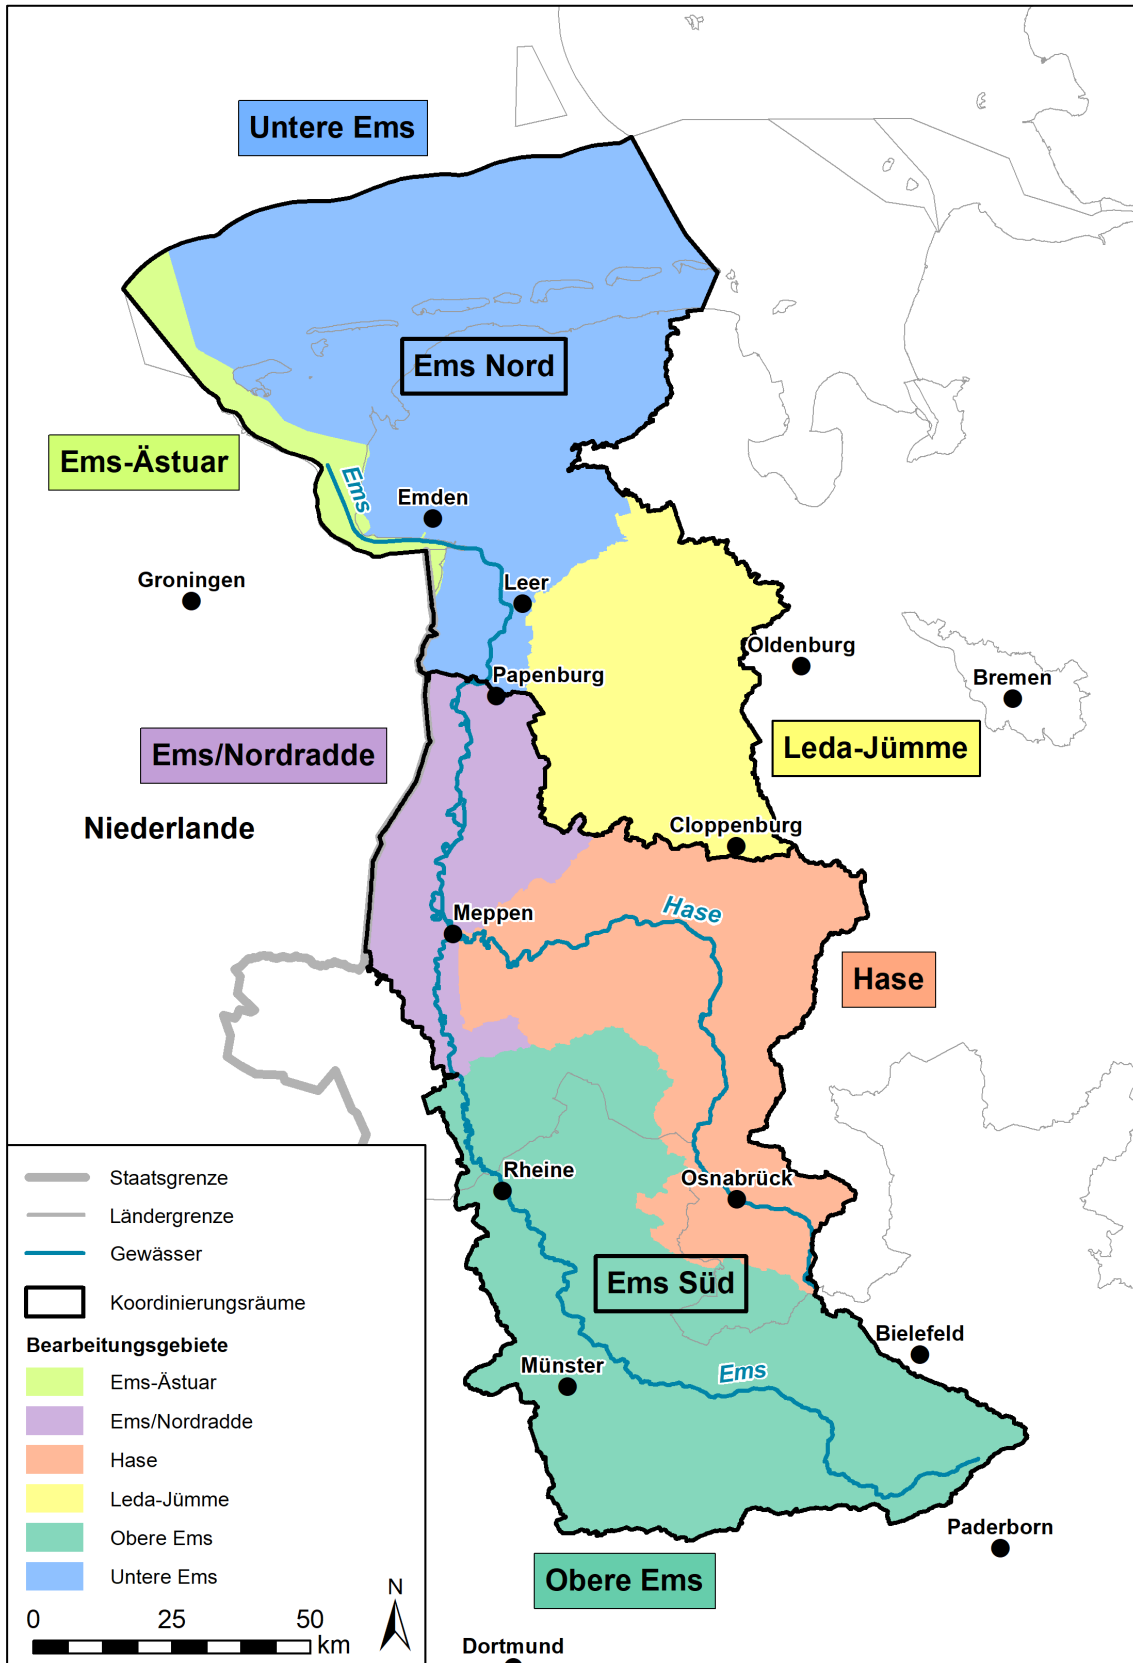 Untere Ems
Ems Nord
Ems-Ästuar
Ems
Emden
Groningen
Leer
Oldenburg
Papenburg
Bremen
Ems/Nordradde
Leda-Jümme
Niederlande
Cloppenburg
Meppen
Hase
Hase
Rheine
Osnabrück
Ems Süd
Bielefeld
Münster
Ems
Paderborn
Obere Ems
Dortmund
Staatsgrenze
Ländergrenze
Gewässer
Koordinierungsräume
Bearbeitungsgebiete
Ems-Ästuar
Ems/Nordradde
Hase
Leda-Jümme
Obere Ems
Untere Ems
0 25 50
km
N